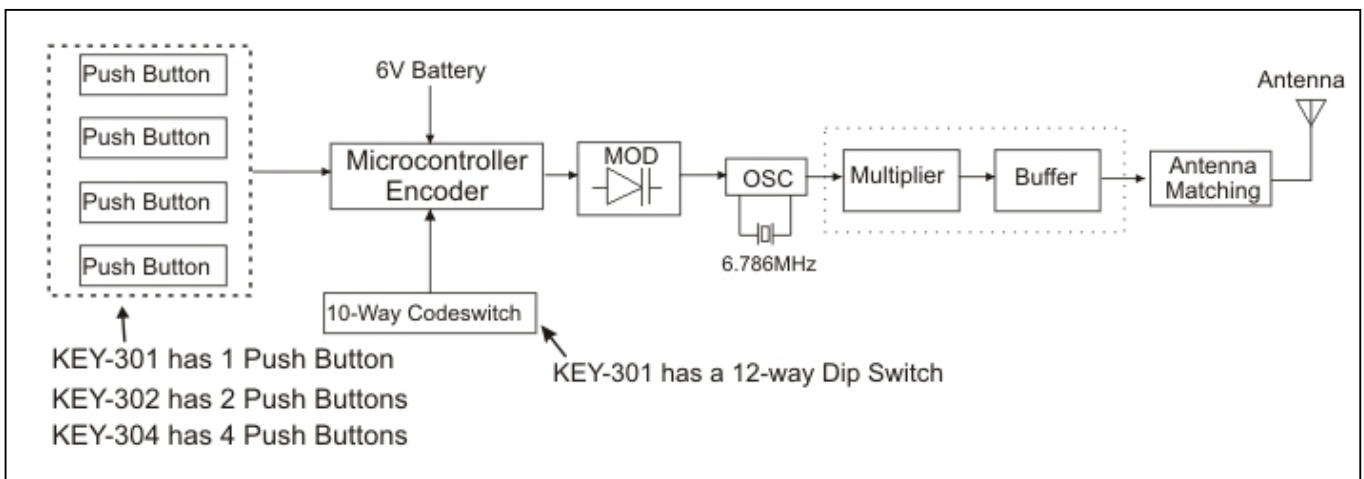 Push Button
Push Button
Push Button
Push Button
6V Battery
Microcontroller
Encoder
10-Way Codeswitch
MOD
OSC
6.786MHz
Multiplier
Buffer
Antenna
Matching
Antenna
KEY-301 has 1 Push Button
KEY-302 has 2 Push Buttons
KEY-304 has 4 Push Buttons
KEY-301 has a 12-way Dip Switch